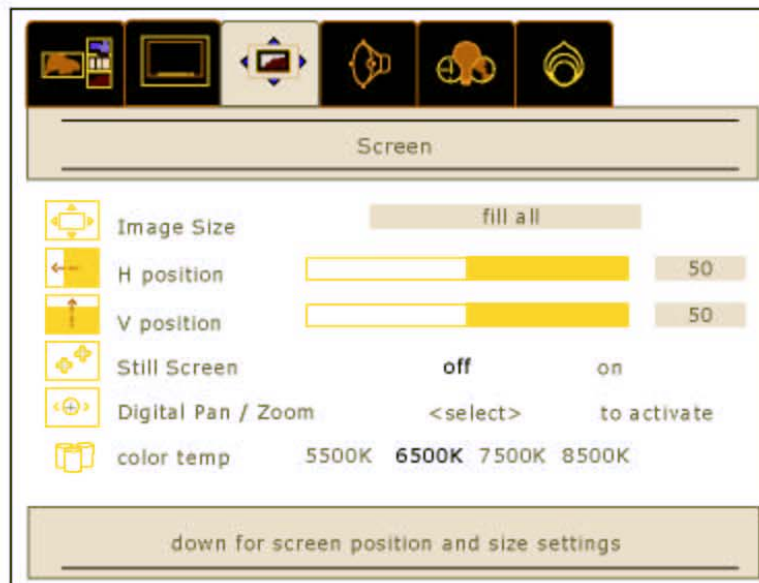 Screen
Image Size fill all
H position 50
V position 50
Still Screen off on
Digital Pan / Zoom <select> to activate
color temp 5500K 6500K 7500K 8500K
down for screen position and size settings